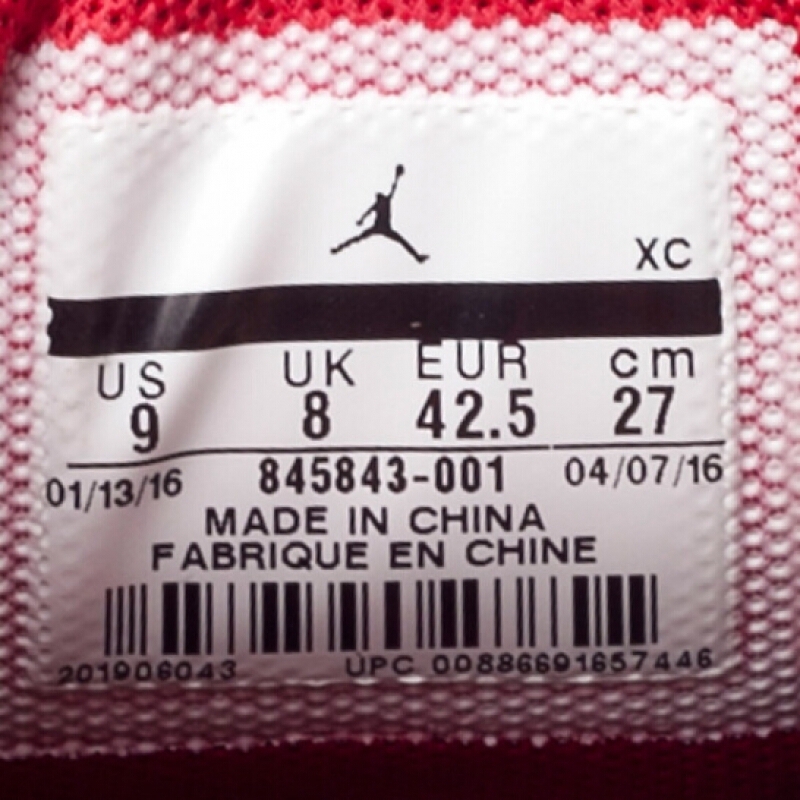 XC
US UK EUR cm
9 8 42.5 27
01/13/16 845843-001 04/07/16
MADE IN CHINA
FABRIQUE EN CHINE
201906043 UPC 00886691657446